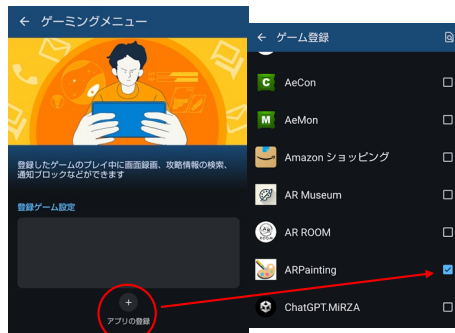 ← ゲーミングメニュー
登録したゲームのプレイ中に画面録画、攻略情報の検索、
通知ブロックなどができます
登録ゲーム設定
+
アプリの登録
← ゲーム登録
C AeCon
M AeMon
Amazon ショッピング
AR Museum
AR ROOM
ARPainting
ChatGPT.MiRZA